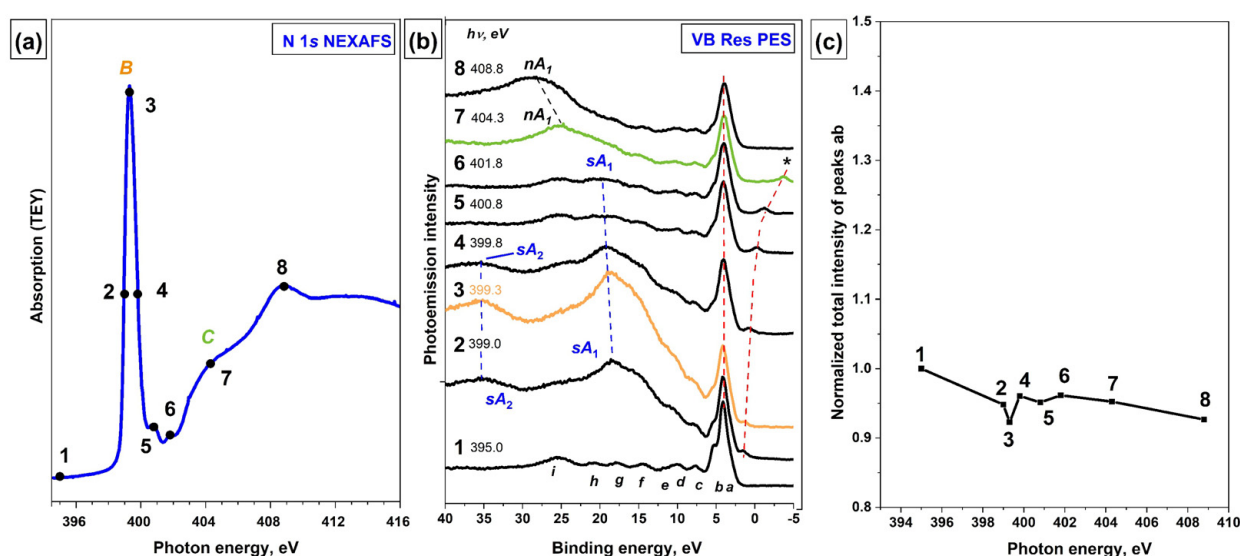 (a)
N 1s NEXAFS
B
3
2
4
C
8
7
6
5
1
Absorption (TEY)
396 400 404 408 412 416
Photon energy, eV
(b)
hν, eV
VB Res PES
8 408.8
nA1
7 404.3
nA1
6 401.8
sA1
*
5 400.8
4 399.8
sA2
3 399.3
2 399.0
sA1
sA2
1 395.0
i h g f e d c b a
Photoemission intensity
40 35 30 25 20 15 10 5 0 -5
Binding energy, eV
(c)
Normalized total intensity of peaks ab
1.5
1.4
1.3
1.2
1.1
1.0
0.9
0.8
1
2
3
4
5
6
7
8
394 396 398 400 402 404 406 408 410
Photon energy, eV